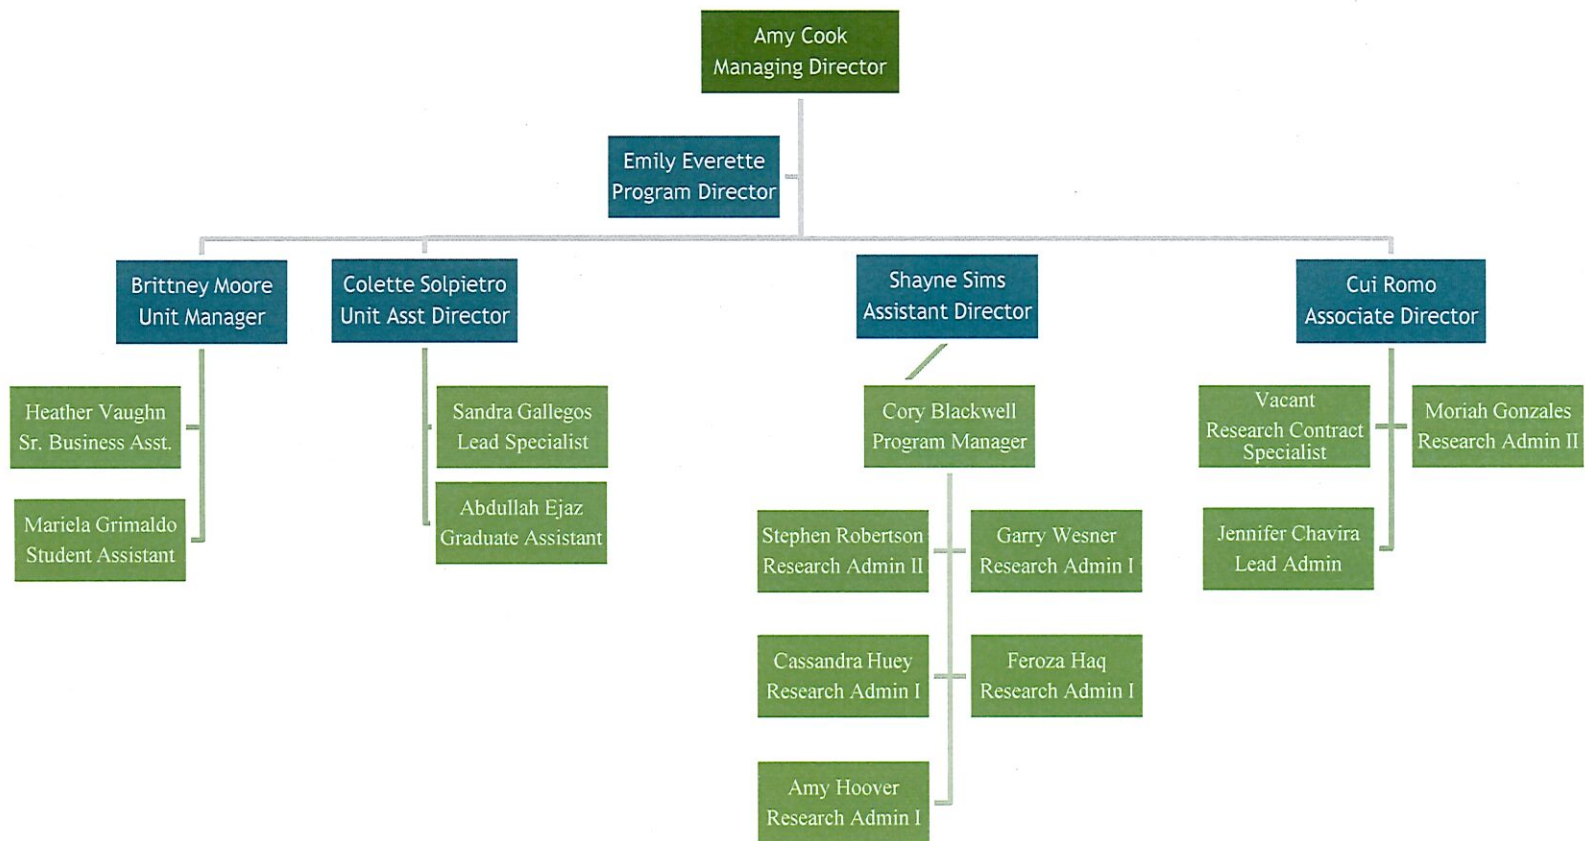 Amy Cook
Managing Director
Emily Everette
Program Director
Brittney Moore
Unit Manager
Colette Solpietro
Unit Asst Director
Shayne Sims
Assistant Director
Cui Romo
Associate Director
Heather Vaughn
Sr. Business Asst.
Sandra Gallegos
Lead Specialist
Cory Blackwell
Program Manager
Vacant
Research Contract
Specialist
Moriah Gonzales
Research Admin II
Mariela Grimaldo
Student Assistant
Abdullah Ejaz
Graduate Assistant
Stephen Robertson
Research Admin II
Garry Wesner
Research Admin I
Jennifer Chavira
Lead Admin
Cassandra Huey
Research Admin I
Feroza Haq
Research Admin I
Amy Hoover
Research Admin I